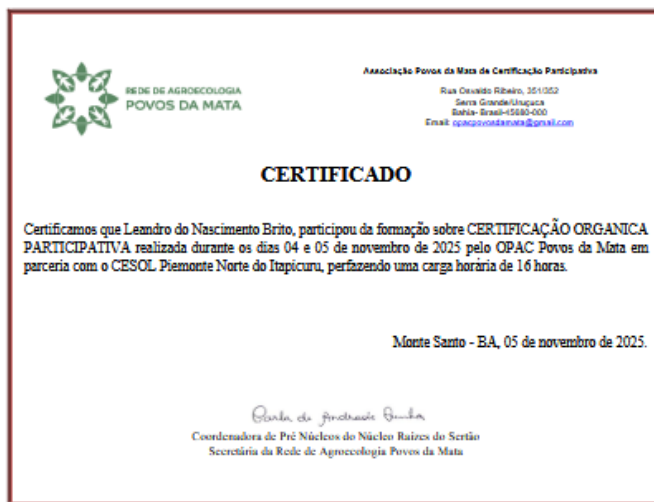 REDE DE AGROECOLOGIA
POVOS DA MATA
Associação Povos da Mata de Certificação Participativa
Rua Osvaldo Ribeiro, 351/352
Serra Grande/Uruçuca
Bahia- Brasil-45680-000
Email: opacpovosdamata@gmail.com
CERTIFICADO
Certificamos que Leandro do Nascimento Brito, participou da formação sobre CERTIFICAÇÃO ORGANICA
PARTICIPATIVA realizada durante os dias 04 e 05 de novembro de 2025 pelo OPAC Povos da Mata em
parceria com o CESOL Piemonte Norte do Itapicuru, perfazendo uma carga horária de 16 horas.
Monte Santo - BA, 05 de novembro de 2025.
de Andrade
Coordenadora de Pré Núcleos do Núcleo Raízes do Sertão
Secretária da Rede de Agroecologia Povos da Mata